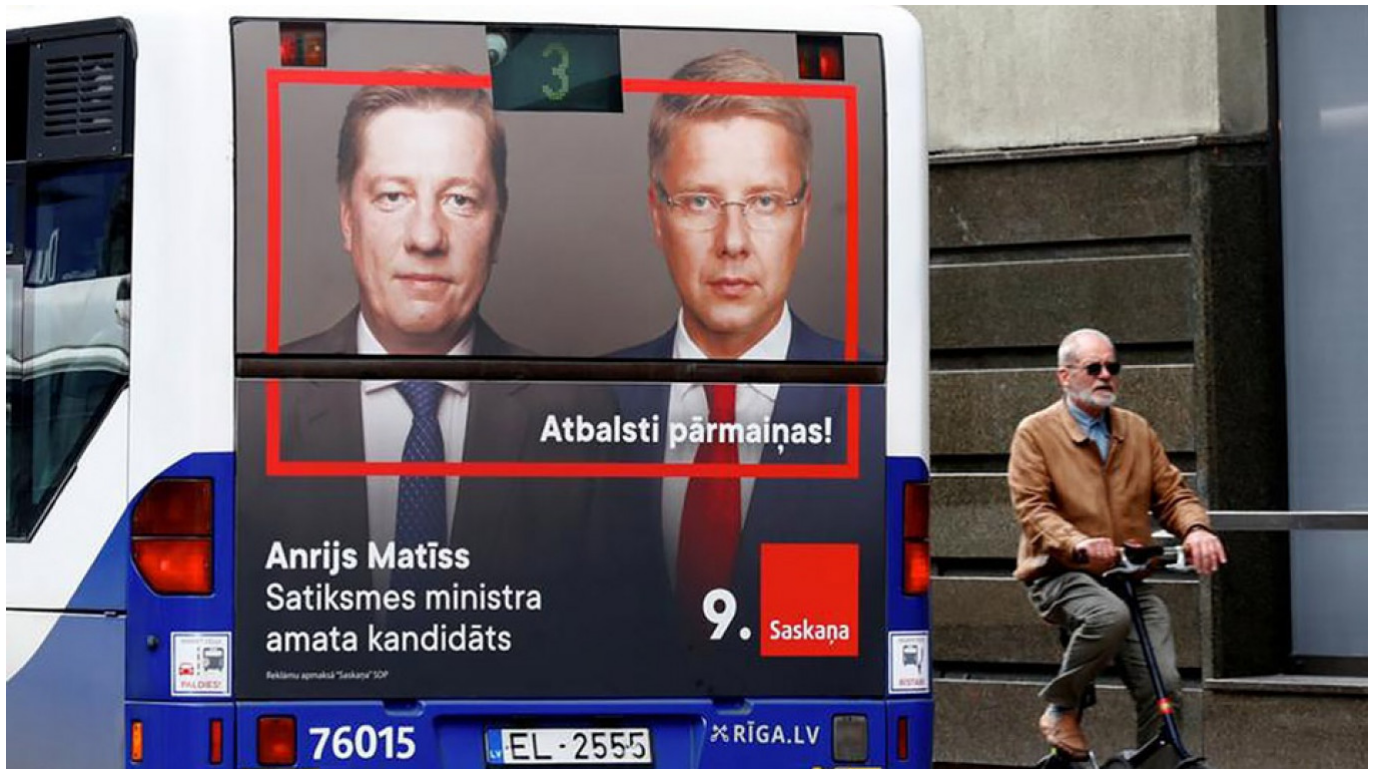 3
Atbalsti pārmaiņas!
Anrijs Matīss
Satiksmes ministra
amata kandidāts
9. Saskaņa
Reklāmu apmaksā "Saskaņa" SDP
PALDIES!
76015
LV EL-2555
RĪGA.LV